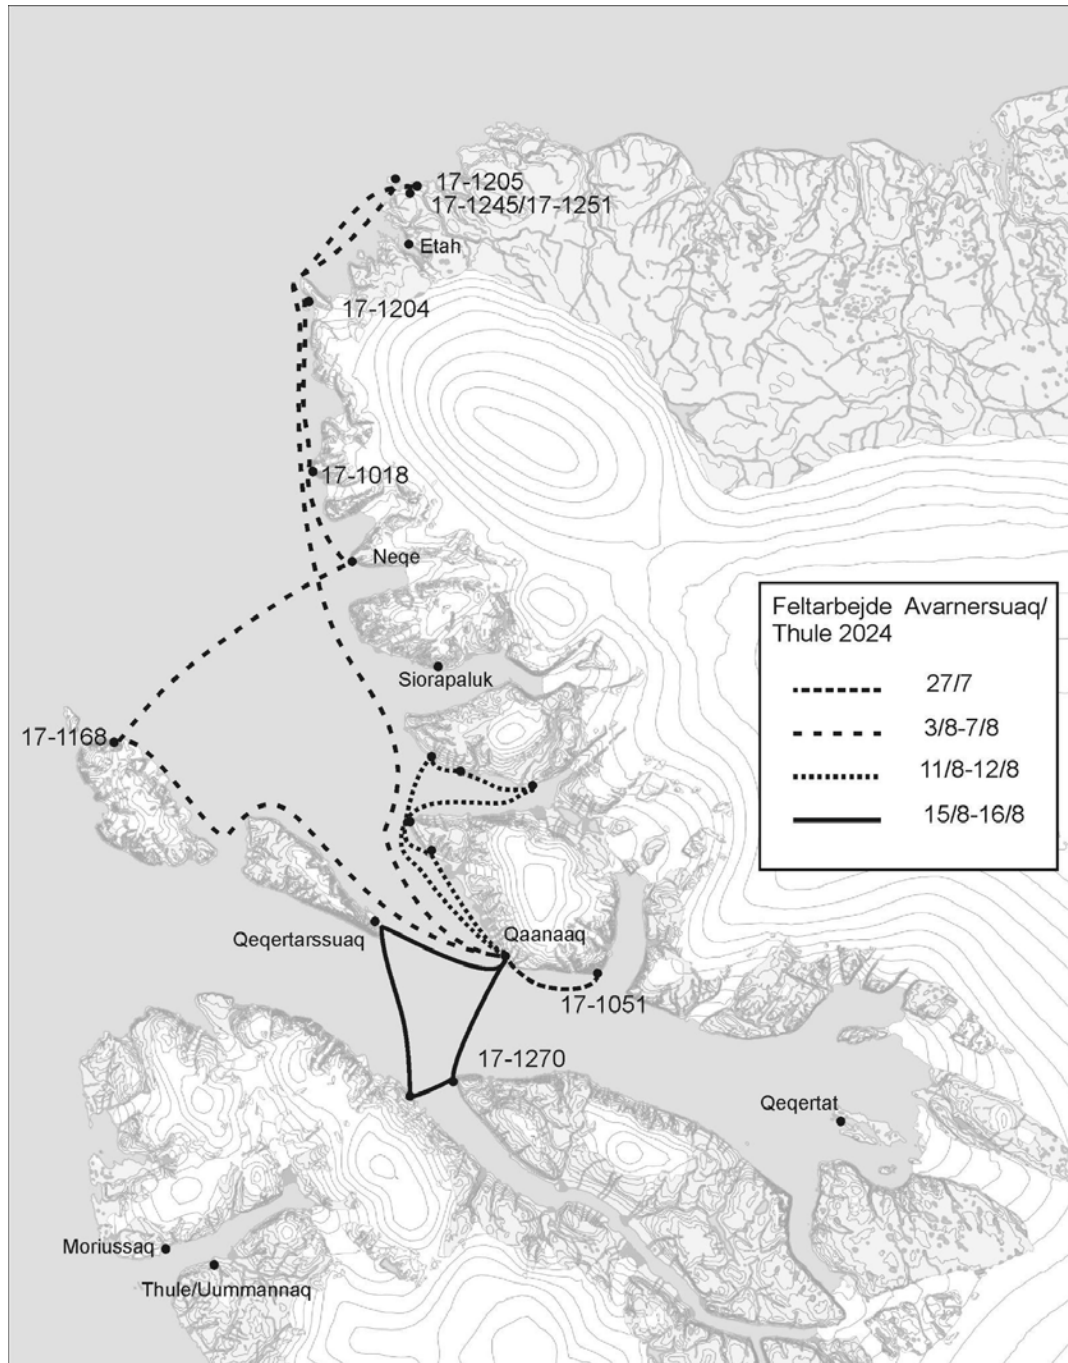 17-1205
17-1245/17-1251
Etah
17-1204
17-1018
Neqe
Feltarbejde Avarnersuaq/
Thule 2024
27/7
3/8-7/8
11/8-12/8
15/8-16/8
Siorapaluk
17-1168
Qeqertarssuaq
Qaanaaq
17-1051
17-1270
Qeqertat
Moriussaq
Thule/Uummannaq